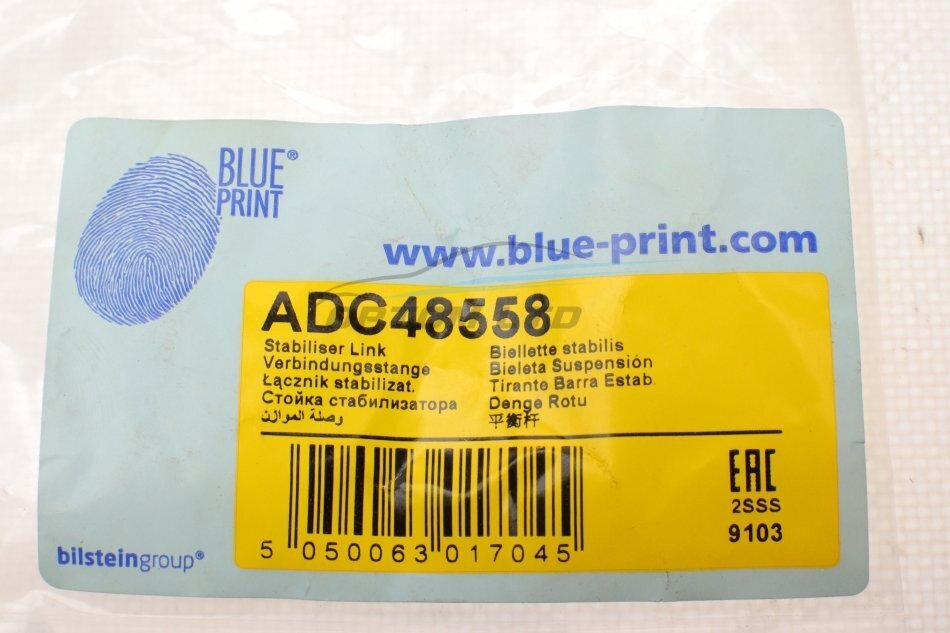 BLUE®
PRINT
www.blue-print.com
ADC48558
Stabiliser Link
Verbindungsstange
Łącznik stabilizat.
Стойка стабилизатора
وصلة الموازن
Biellette stabilis
Bieleta Suspensión
Tirante Barra Estab.
Denge Rotu
平衡杆
EAC
2SSS
9103
5 050063 017045
bilsteingroup®